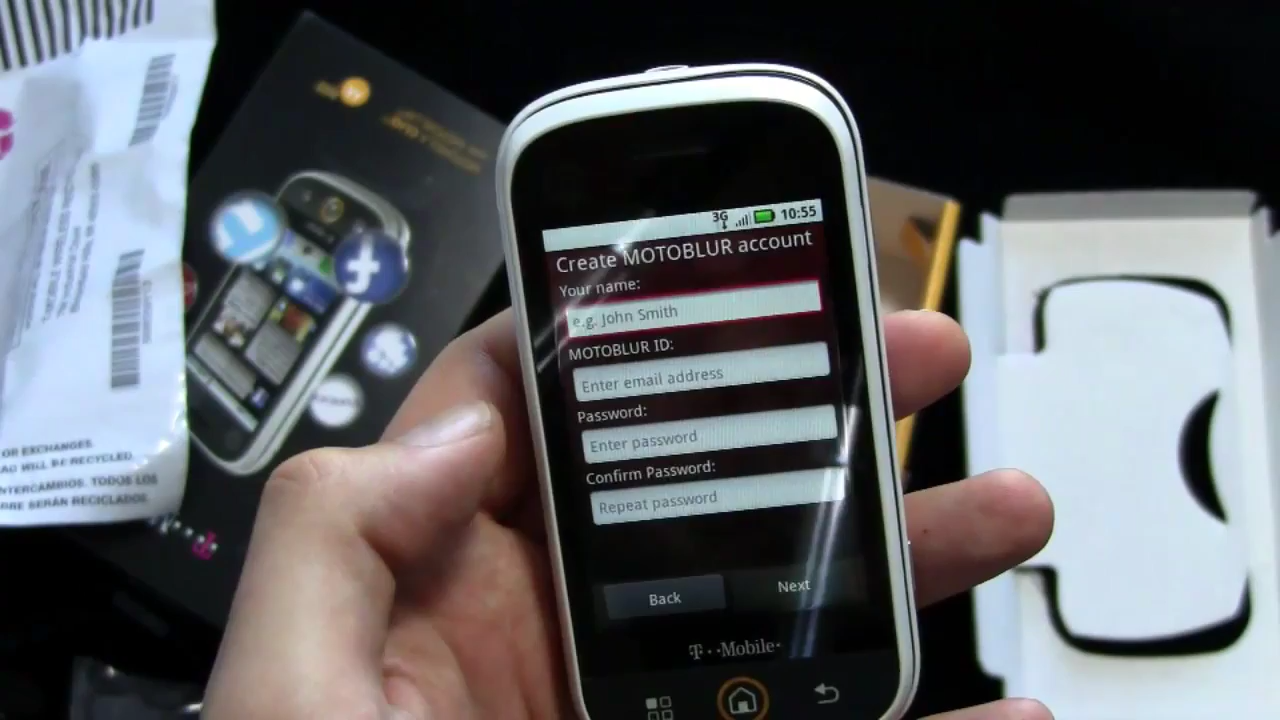 3G 10:55
Create MOTOBLUR account
Your name:
e.g. John Smith
MOTOBLUR ID:
Enter email address
Password:
Enter password
Confirm Password:
Repeat password
Back Next
T··Mobile·
OR EXCHANGES.
WILL BE RECYCLED
INTERCAMBIOS. TODOS LOS
SERÁN RECICLADOS.